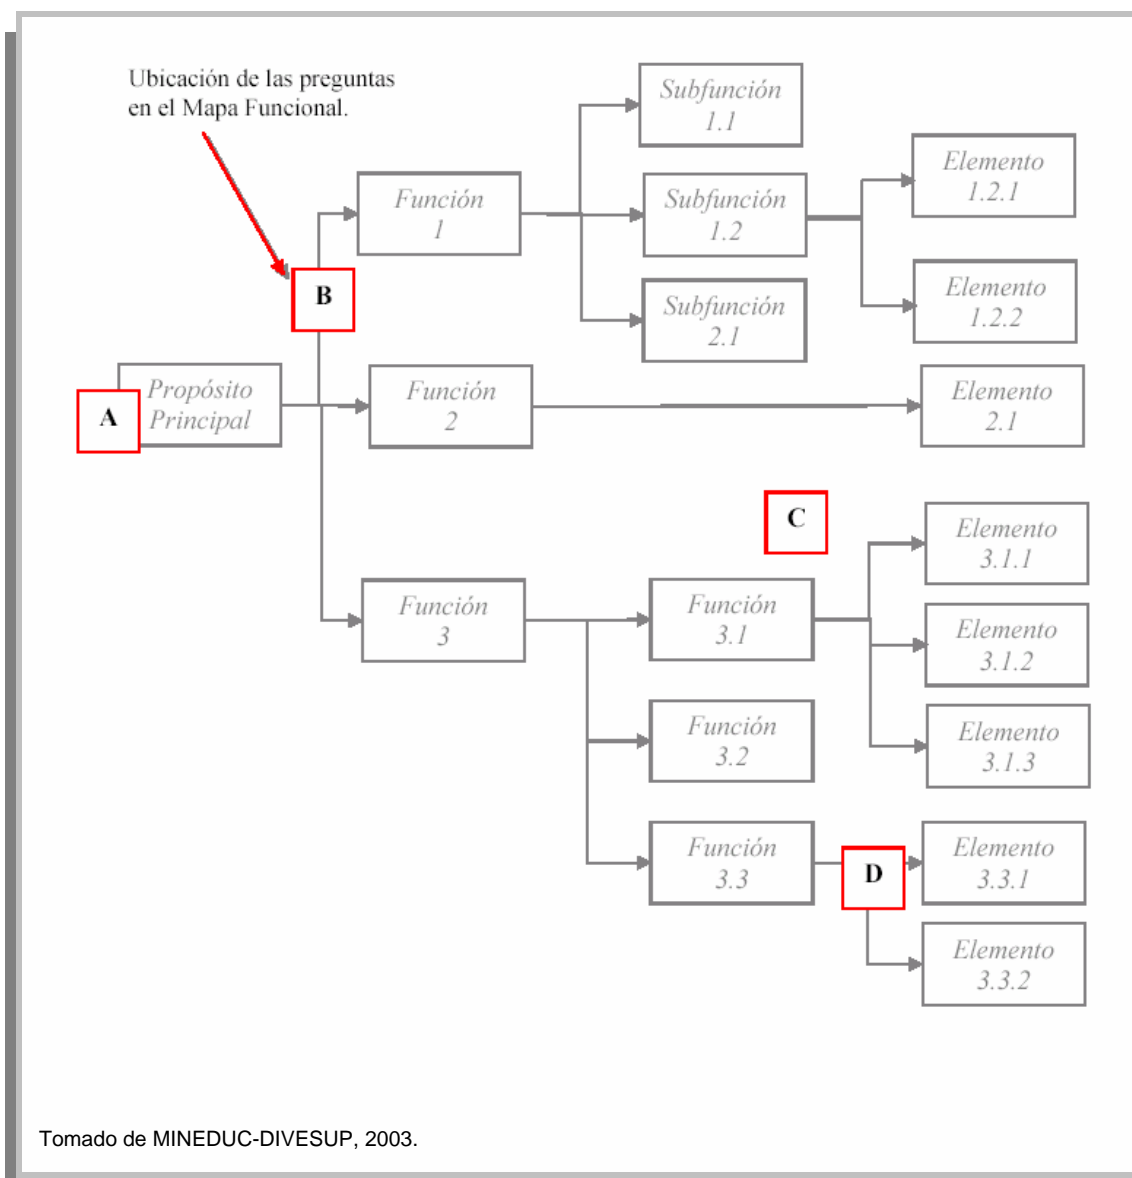 Ubicación de las preguntas
en el Mapa Funcional.
Subfunción
1.1
Elemento
1.2.1
Función
1
Subfunción
1.2
B
Subfunción
2.1
Elemento
1.2.2
A
Propósito
Principal
Función
2
Elemento
2.1
C
Elemento
3.1.1
Función
3
Función
3.1
Elemento
3.1.2
Función
3.2
Elemento
3.1.3
Función
3.3
D
Elemento
3.3.1
Elemento
3.3.2
Tomado de MINEDUC-DIVESUP, 2003.